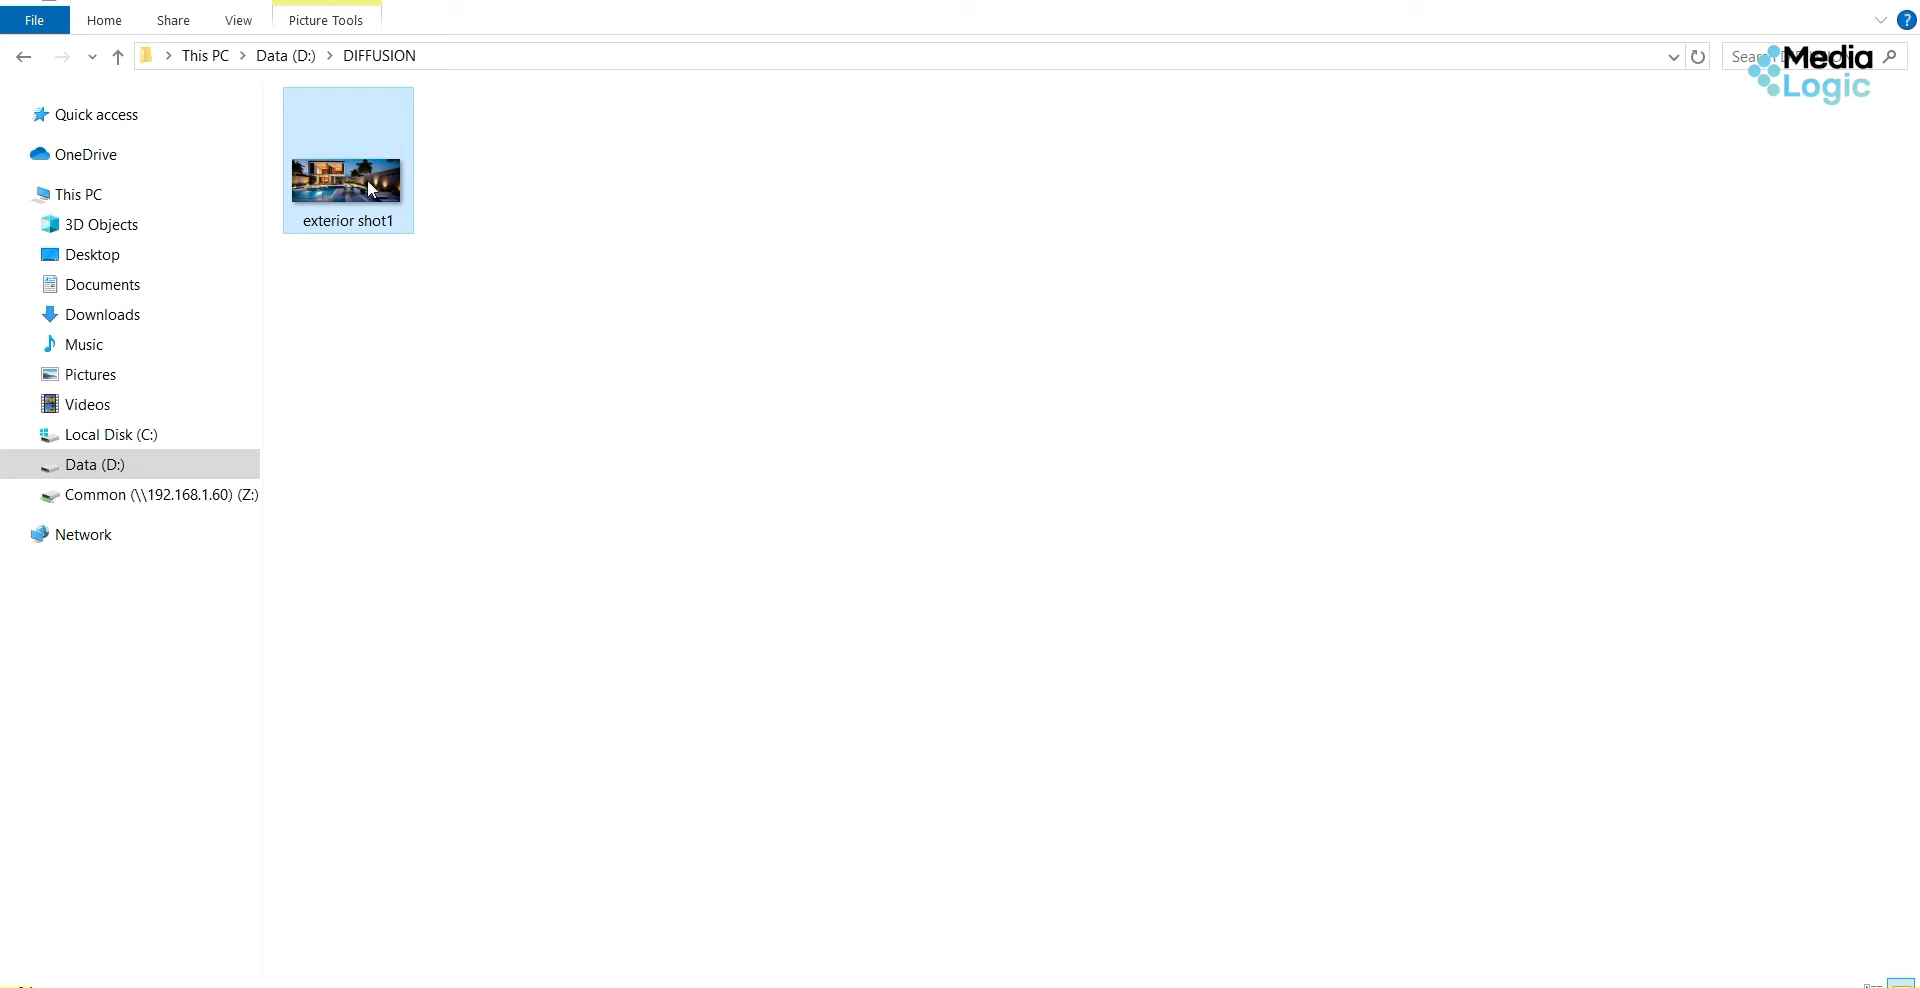 File Home Share View Picture Tools
This PC Data (D:) DIFFUSION
Media
Logic
Quick access
OneDrive
This PC
3D Objects
Desktop
Documents
Downloads
Music
Pictures
Videos
Local Disk (C:)
Data (D:)
Common (\\192.168.1.60) (Z:)
Network
exterior shot1